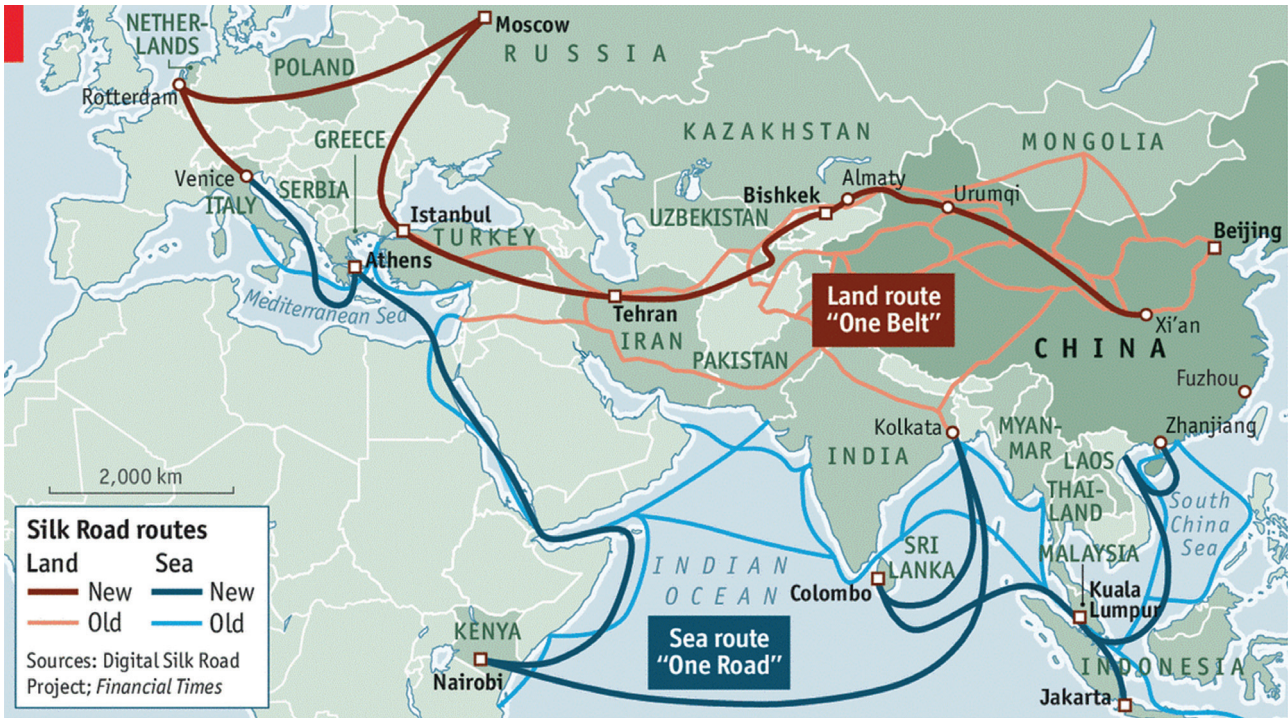 NETHER-
LANDS
Moscow
RUSSIA
POLAND
Rotterdam
GREECE
KAZAKHSTAN
MONGOLIA
Venice
SERBIA
ITALY
Almaty
Bishkek
Urumqi
Istanbul
UZBEKISTAN
TURKEY
Beijing
Athens
Mediterranean Sea
Land route
“One Belt”
Tehran
IRAN
Xi’an
CHINA
PAKISTAN
Fuzhou
Kolkata
INDIA
MYAN-
MAR
Zhanjiang
LAOS
THAI-
LAND
South
China
Sea
2,000 km
Silk Road routes
Land Sea
New New
Old Old
Sources: Digital Silk Road
Project; Financial Times
INDIAN
OCEAN
SRI
LANKA
MALAYSIA
Colombo
Kuala
Lumpur
KENYA
Nairobi
Sea route
“One Road”
INDONESIA
Jakarta